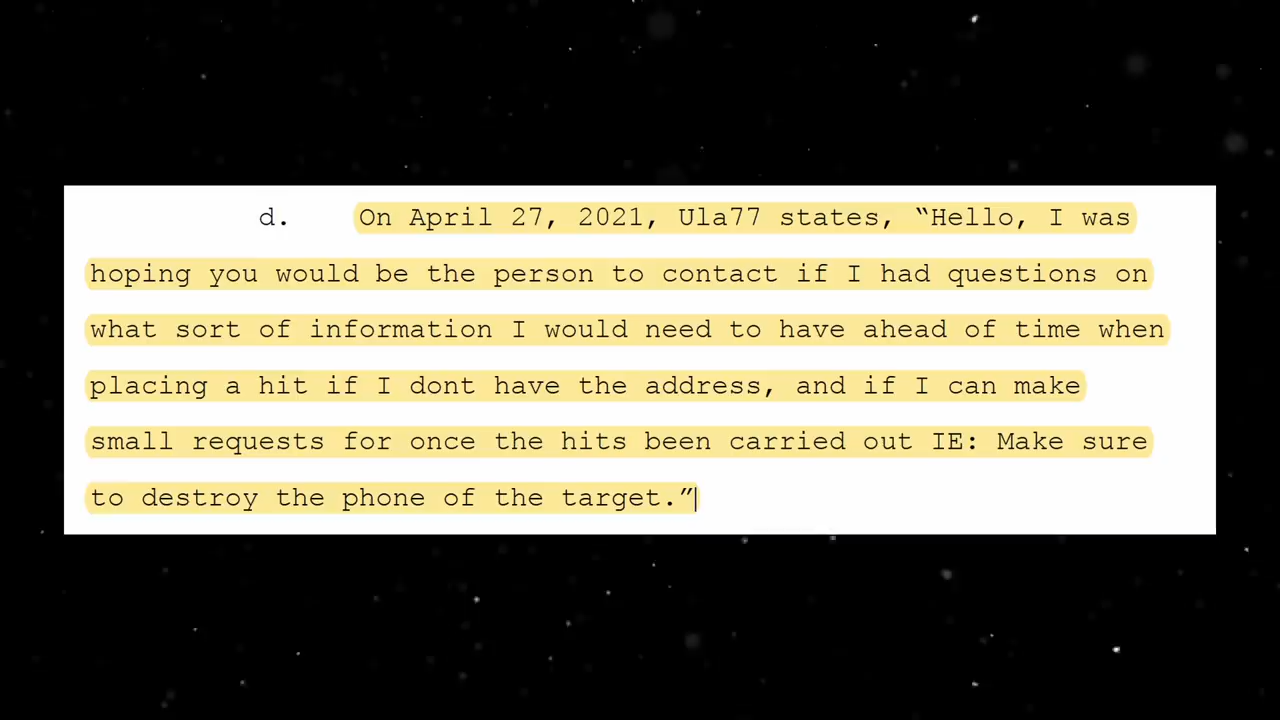 d. On April 27, 2021, Ula77 states, “Hello, I was
hoping you would be the person to contact if I had questions on
what sort of information I would need to have ahead of time when
placing a hit if I dont have the address, and if I can make
small requests for once the hits been carried out IE: Make sure
to destroy the phone of the target.”